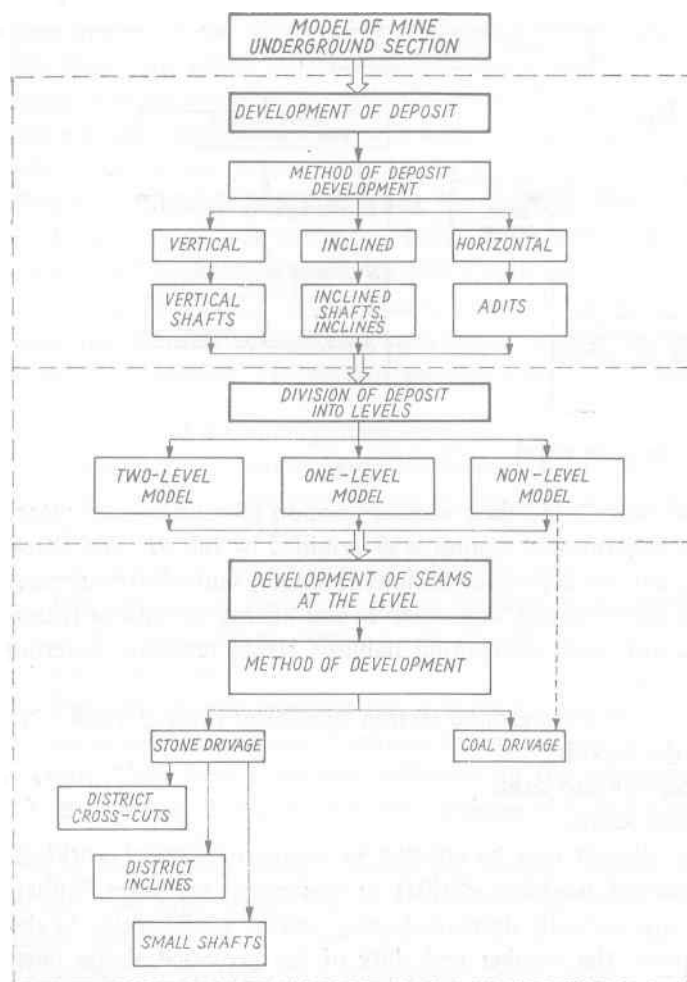 MODEL OF MINE
UNDERGROUND SECTION
DEVELOPMENT OF DEPOSIT
METHOD OF DEPOSIT
DEVELOPMENT
VERTICAL
INCLINED
HORIZONTAL
VERTICAL
SHAFTS
INCLINED
SHAFTS,
INCLINES
ADITS
DIVISION OF DEPOSIT
INTO LEVELS
TWO-LEVEL
MODEL
ONE-LEVEL
MODEL
NON-LEVEL
MODEL
DEVELOPMENT OF SEAMS
AT THE LEVEL
METHOD OF DEVELOPMENT
STONE DRIVAGE
COAL DRIVAGE
DISTRICT
CROSS-CUTS
DISTRICT
INCLINES
SMALL SHAFTS